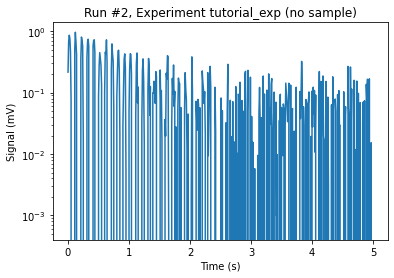 Run #2, Experiment tutorial_exp (no sample)
Signal (mV)
10⁰
10⁻¹
10⁻²
10⁻³
0 1 2 3 4 5
Time (s)